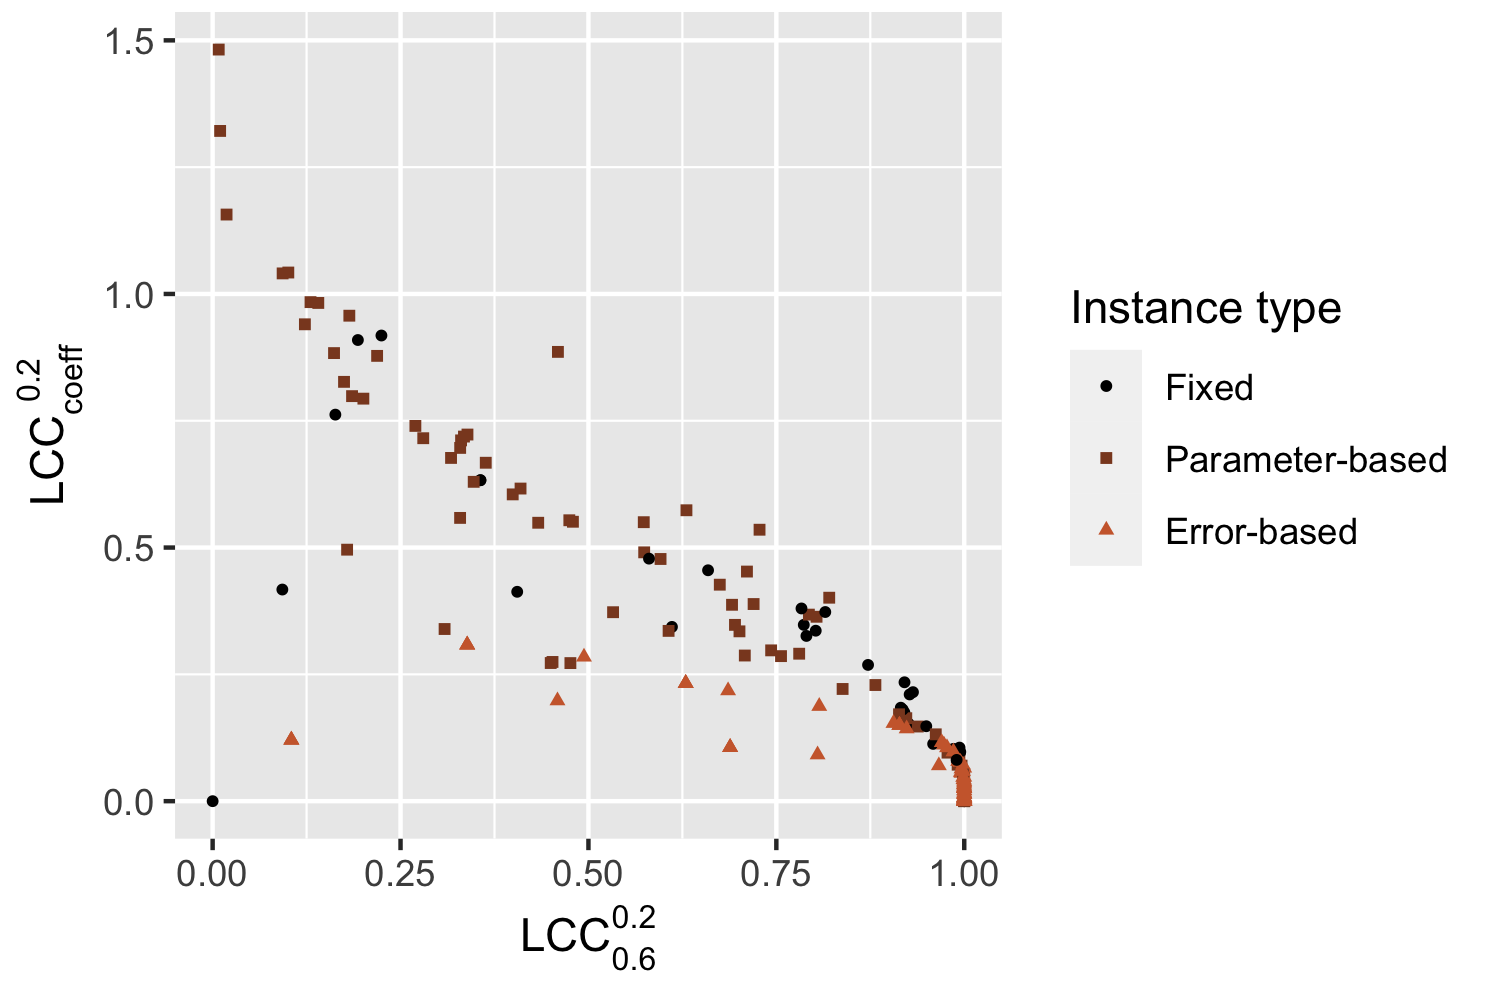 1.5
1.0
0.5
0.0
LCC^{0.2}_{coeff}
0.00 0.25 0.50 0.75 1.00
LCC^{0.2}_{0.6}
Instance type
Fixed
Parameter-based
Error-based